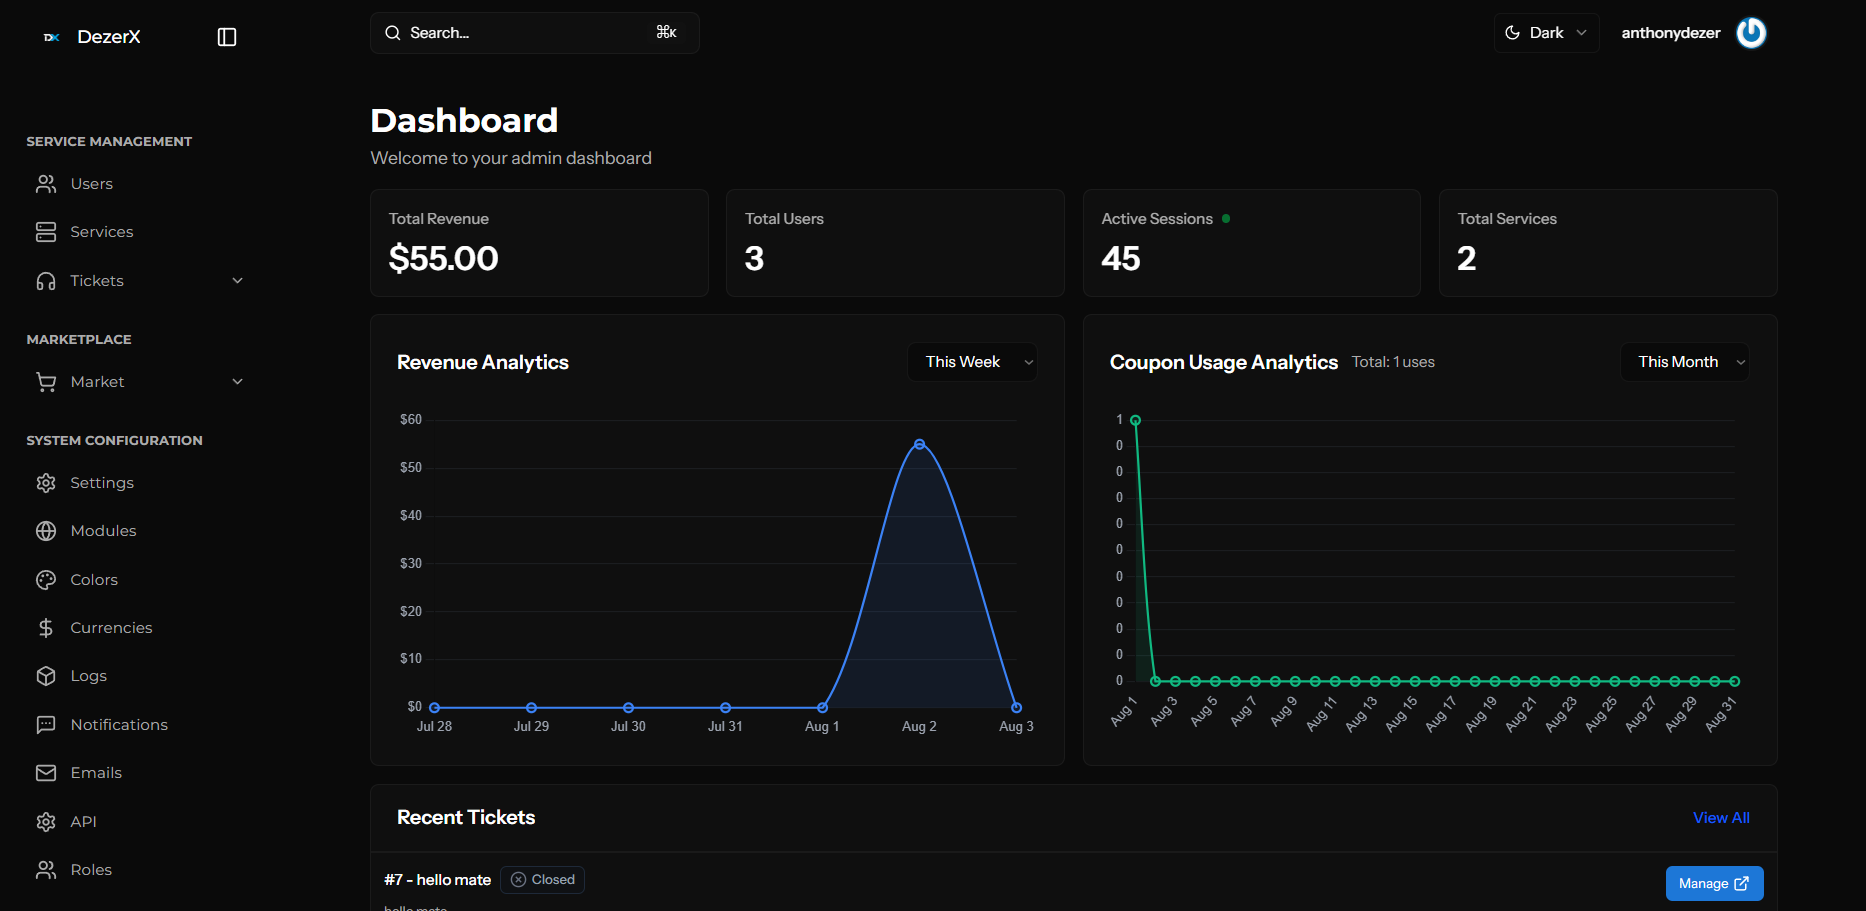 DX DezerX
Search... ⌘K
Dark
anthonydezer
SERVICE MANAGEMENT
Users
Services
Tickets
MARKETPLACE
Market
SYSTEM CONFIGURATION
Settings
Modules
Colors
Currencies
Logs
Notifications
Emails
API
Roles
Dashboard
Welcome to your admin dashboard
Total Revenue
$55.00
Total Users
3
Active Sessions
45
Total Services
2
Revenue Analytics
This Week
$60
$50
$40
$30
$20
$10
$0
Jul 28 Jul 29 Jul 30 Jul 31 Aug 1 Aug 2 Aug 3
Coupon Usage Analytics Total: 1 uses
This Month
1
0
0
0
0
0
0
0
0
0
0
Aug 1 Aug 3 Aug 5 Aug 7 Aug 9 Aug 11 Aug 13 Aug 15 Aug 17 Aug 19 Aug 21 Aug 23 Aug 25 Aug 27 Aug 29 Aug 31
Recent Tickets
View All
#7 - hello mate Closed
Manage
hello mate